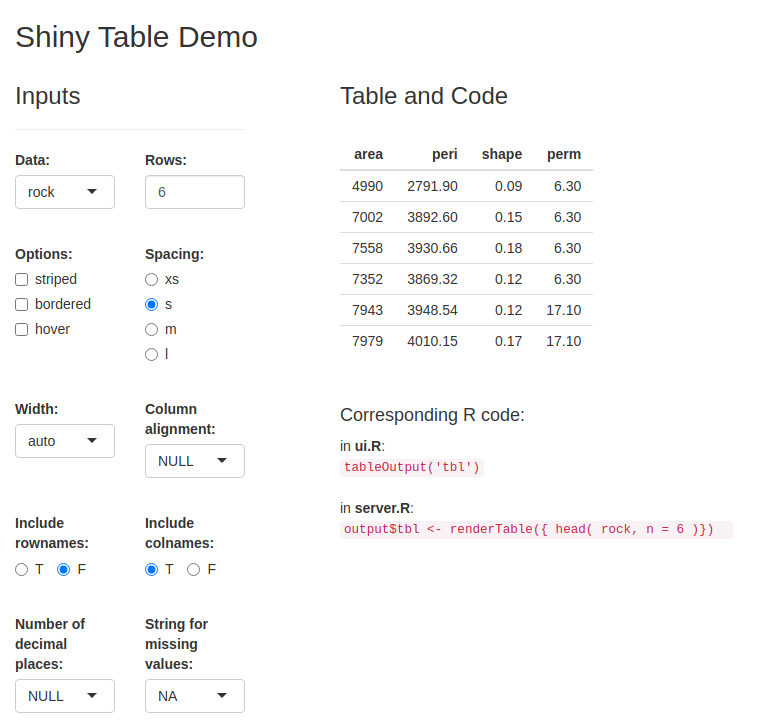 Shiny Table Demo
Inputs
Data:
rock
Rows:
6
Options:
striped
bordered
hover
Spacing:
xs
s
m
l
Width:
auto
Column
alignment:
NULL
Include
rownames:
T F
Include
colnames:
T F
Number of
decimal
places:
NULL
String for
missing
values:
NA
Table and Code
area peri shape perm
4990 2791.90 0.09 6.30
7002 3892.60 0.15 6.30
7558 3930.66 0.18 6.30
7352 3869.32 0.12 6.30
7943 3948.54 0.12 17.10
7979 4010.15 0.17 17.10
Corresponding R code:
in ui.R:
tableOutput('tbl')
in server.R:
output$tbl <- renderTable({ head( rock, n = 6 )})